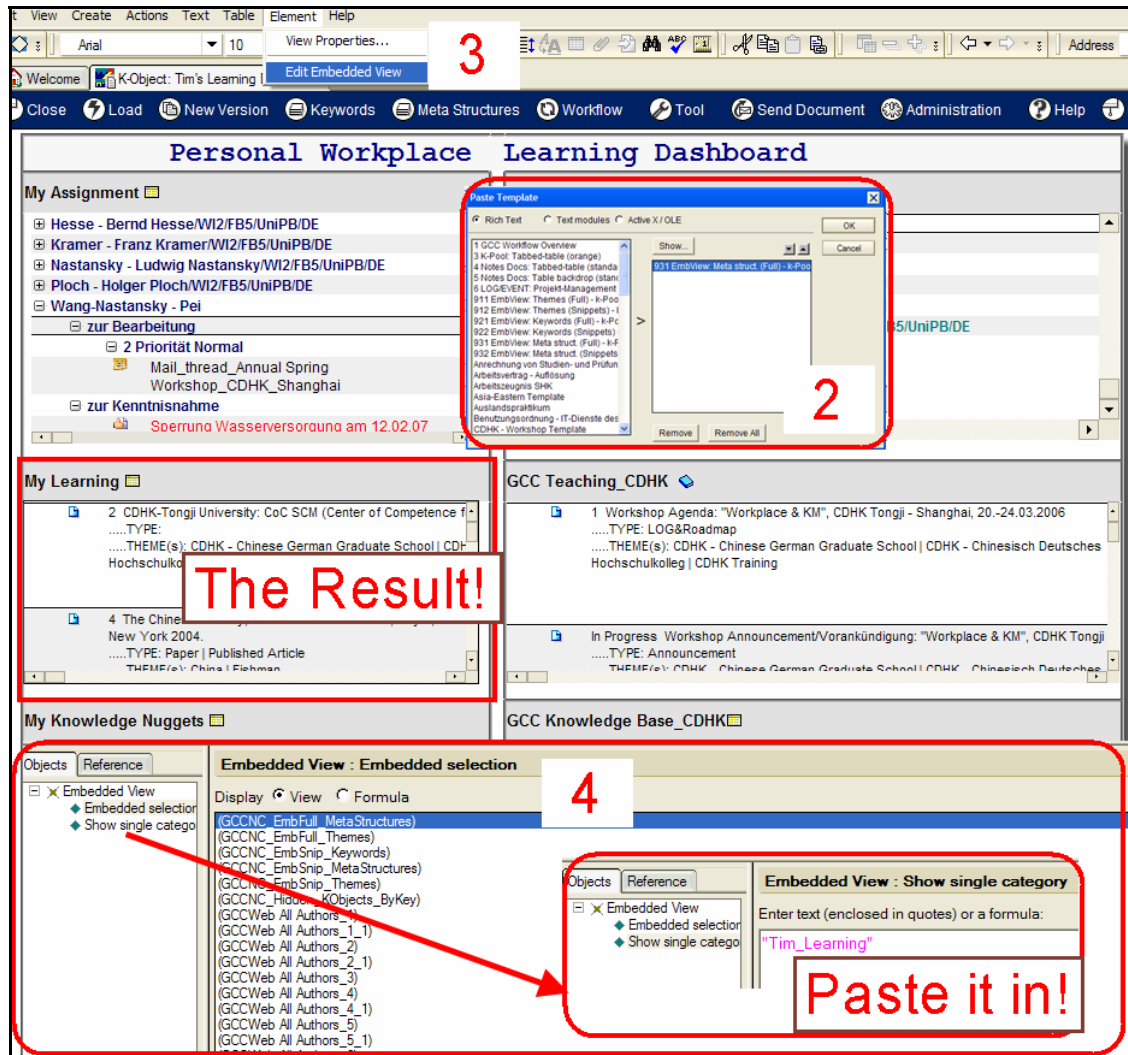 t View Create Actions Text Table Element Help
Arial 10 View Properties... 3 Address
Welcome K-Object: Tim's Learning Edit Embedded View
Close Load New Version Keywords Meta Structures Workflow Tool Send Document Administration Help
Personal Workplace Learning Dashboard
My Assignment
Hesse - Bernd Hesse/WI2/FB5/UniPB/DE
Kramer - Franz Kramer/WI2/FB5/UniPB/DE
Nastansky - Ludwig Nastansky/WI2/FB5/UniPB/DE
Ploch - Holger Ploch/WI2/FB5/UniPB/DE
Wang-Nastansky - Pei
zur Bearbeitung
2 Priorität Normal
Mail_thread_Annual Spring
Workshop_CDHK_Shanghai
zur Kenntnisnahme
Sperrung Wasserversorgung am 12.02.07
Paste Template
Rich Text Text modules Active X / OLE
OK
Cancel
Show...
1 GCC Workflow Overview
3 K-Pool: Tabbed-table (orange)
4 Notes Docs: Tabbed-table (standa
5 Notes Docs: Table backdrop (stanc
6 LOG/EVENT: Projekt-Management
911 EmbView: Themes (Full) - k-Poo
912 EmbView: Themes (Snippets) - l
921 EmbView: Keywords (Full) - k-Pc
922 EmbView: Keywords (Snippets) -
931 EmbView: Meta struct. (Full) - k-F
932 EmbView: Meta struct. (Snippets
Anrechnung von Studien- und Prüfun
Arbeitsvertrag - Auflösung
Arbeitszeugnis SHK
Asia-Eastern Template
Auslandspraktikum
Benutzungsordnung - IT-Dienste des
CDHK - Workshop Template
>
931 EmbView: Meta struct. (Full) - k-Poo
2
Remove Remove All
B5/UniPB/DE
My Learning
2 CDHK-Tongji University: CoC SCM (Center of Competence f
.....TYPE:
.....THEME(s): CDHK - Chinese German Graduate School | CDH
Hochschulko
The Result!
4 The Chines
New York 2004.
.....TYPE: Paper | Published Article
.....THEME(s): China | Fishman
GCC Teaching_CDHK
1 Workshop Agenda: "Workplace & KM", CDHK Tongji - Shanghai, 20.-24.03.2006
.....TYPE: LOG&Roadmap
.....THEME(s): CDHK - Chinese German Graduate School | CDHK - Chinesisch Deutsches
Hochschulkolleg | CDHK Training
In Progress Workshop Announcement/Vorankündigung: "Workplace & KM", CDHK Tongji
.....TYPE: Announcement
.....THEME(s): CDHK - Chinese German Graduate School | CDHK - Chinesisch Deutsches
My Knowledge Nuggets
GCC Knowledge Base_CDHK
Objects Reference
Embedded View
Embedded selection
Show single catego
Embedded View : Embedded selection
4
Display View Formula
(GCCNC_EmbFull_MetaStructures)
(GCCNC_EmbFull_Themes)
(GCCNC_EmbSnip_Keywords)
(GCCNC_EmbSnip_MetaStructures)
(GCCNC_EmbSnip_Themes)
(GCCNC_Hidden_KObjects_ByKey)
(GCCWeb All Authors_1)
(GCCWeb All Authors_1_1)
(GCCWeb All Authors_2)
(GCCWeb All Authors_2_1)
(GCCWeb All Authors_3)
(GCCWeb All Authors_4)
(GCCWeb All Authors_4_1)
(GCCWeb All Authors_5)
(GCCWeb All Authors_5_1)
Objects Reference
Embedded View
Embedded selection
Show single catego
Embedded View : Show single category
Enter text (enclosed in quotes) or a formula:
"Tim_Learning"
Paste it in!